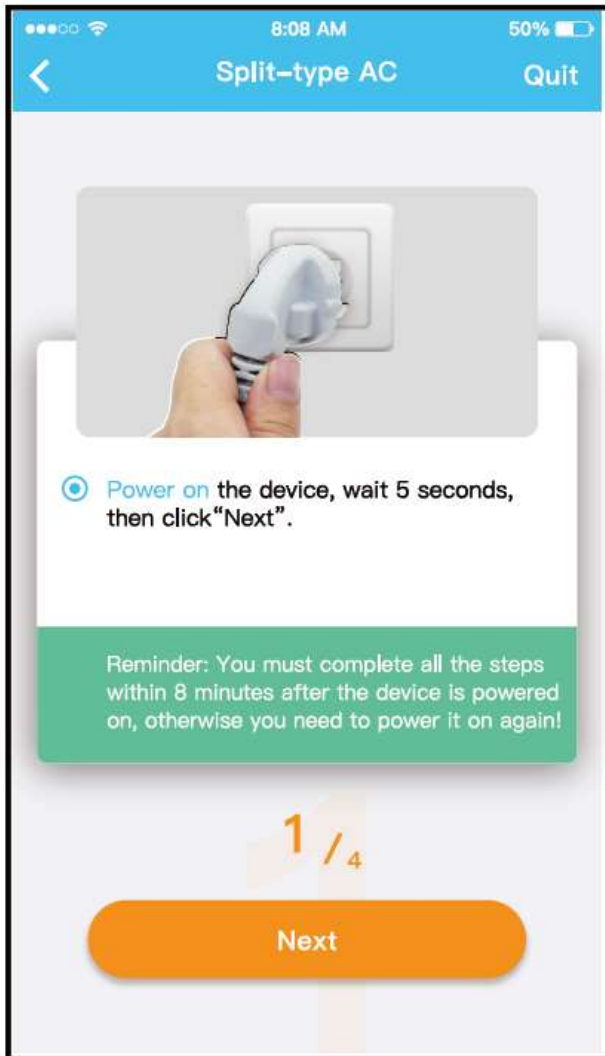 8:08 AM
50%
Split-type AC
Quit
Power on the device, wait 5 seconds,
then click“Next”.
Reminder: You must complete all the steps
within 8 minutes after the device is powered
on, otherwise you need to power it on again!
1 / 4
Next